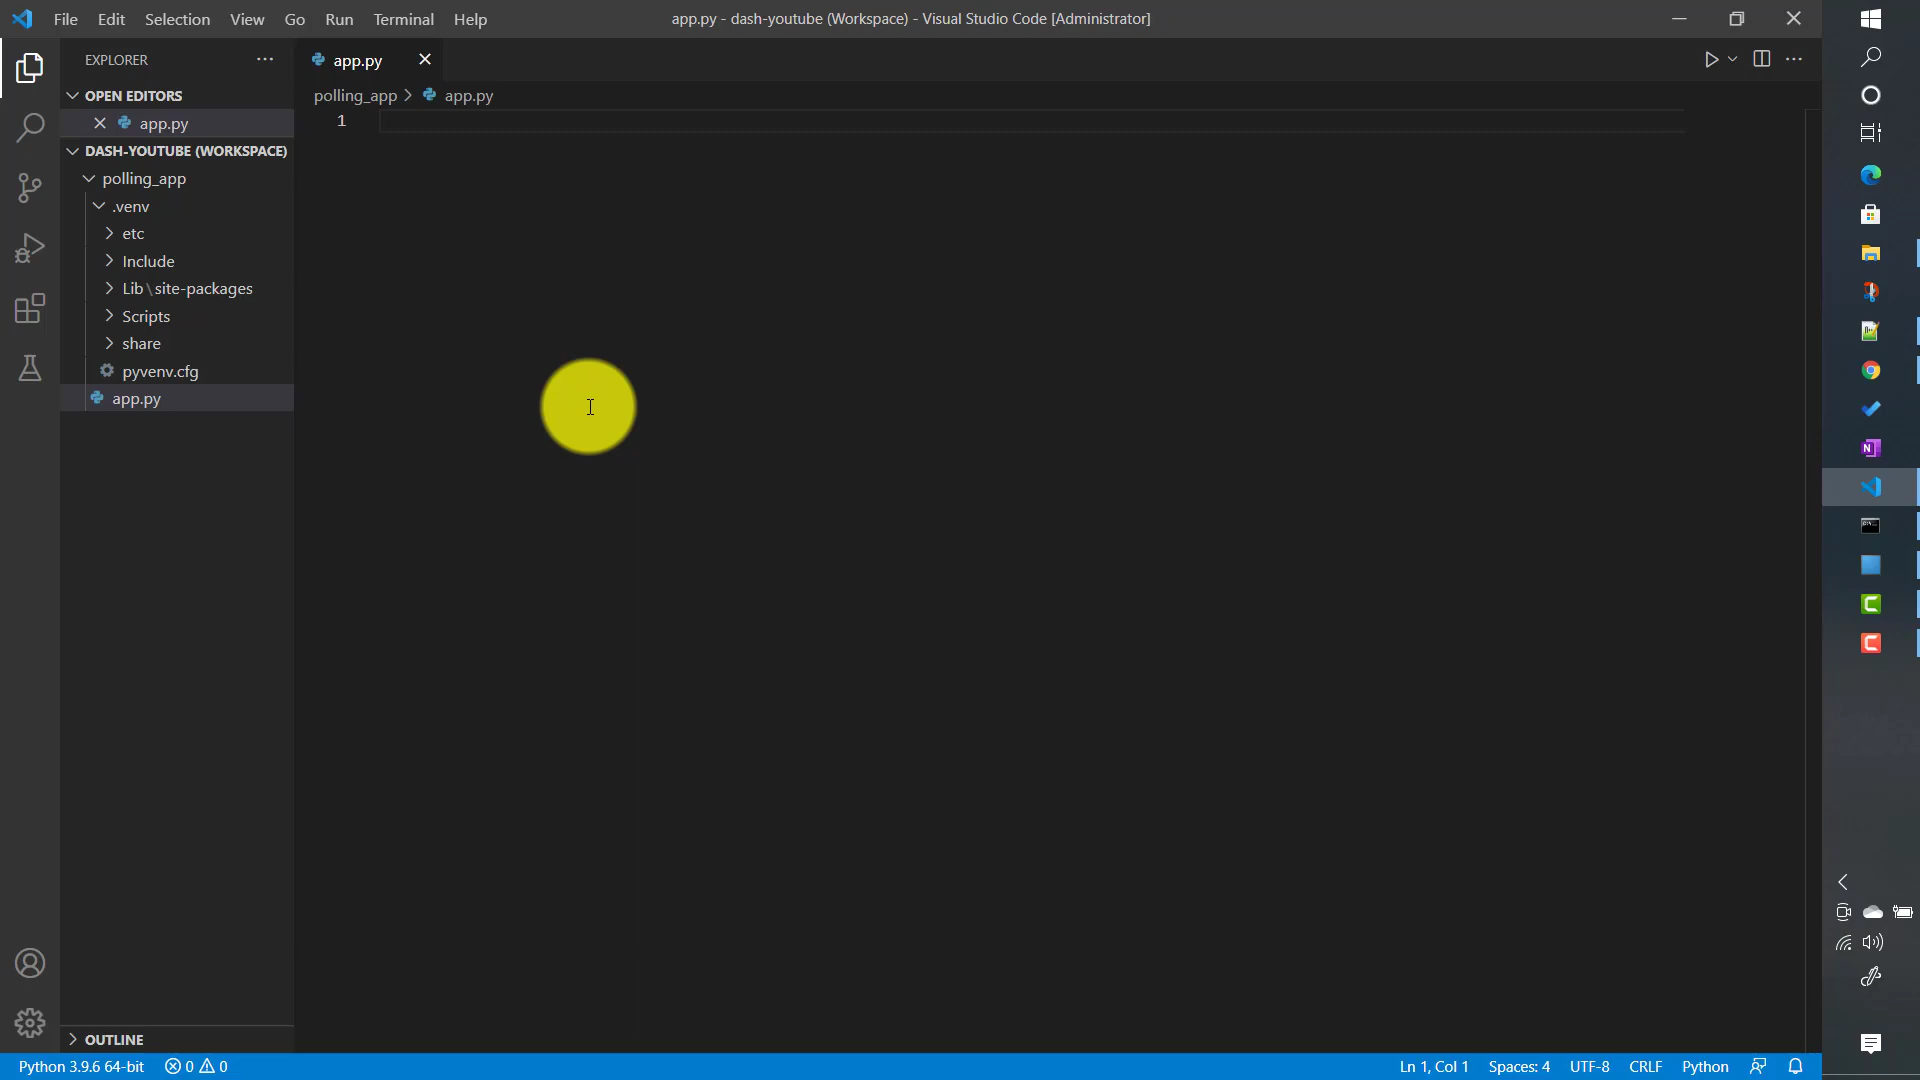 File Edit Selection View Go Run Terminal Help
app.py - dash-youtube (Workspace) - Visual Studio Code [Administrator]
EXPLORER
app.py
OPEN EDITORS
app.py
polling_app > app.py
1
DASH-YOUTUBE (WORKSPACE)
polling_app
.venv
etc
Include
Lib\site-packages
Scripts
share
pyvenv.cfg
app.py
OUTLINE
Python 3.9.6 64-bit 0 0
Ln 1, Col 1 Spaces: 4 UTF-8 CRLF Python